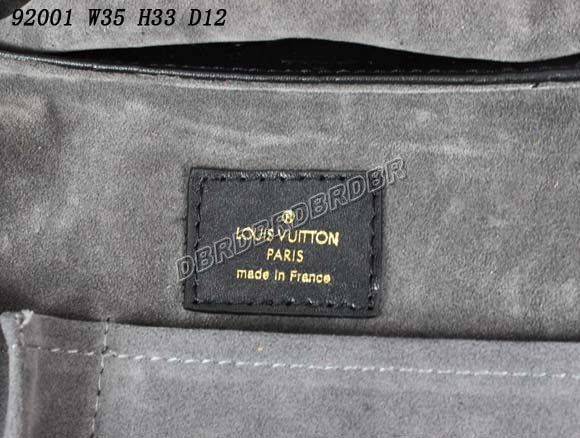 92001 W35 H33 D12
®
LOUIS VUITTON
PARIS
made in France
DBRDBRDBRDBR